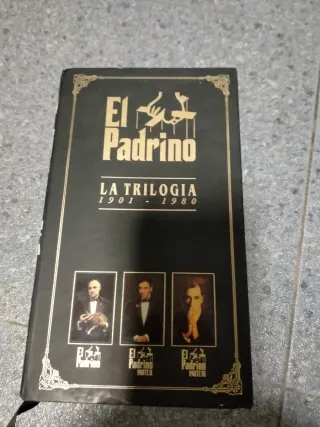 El
Padrino
LA TRILOGIA
1901 - 1980
El
Padrino
El
Padrino
PARTE II
El
Padrino
PARTE III